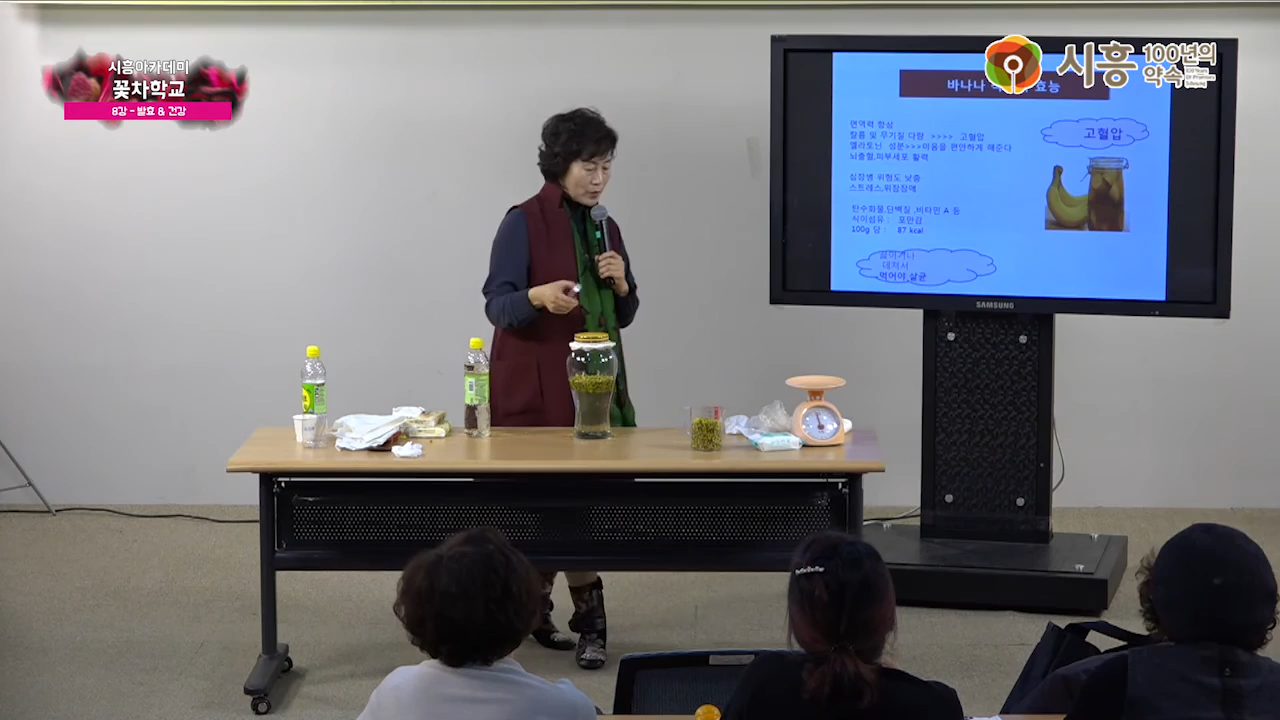 시흥아카데미
꽃차학교
8강 - 발효 & 건강
시흥 100년의 약속
바나나 효능
고혈압
면역력 향상
칼륨 및 무기질 다량 >>>> 고혈압
멜라토닌 성분>>>마음을 편안하게 해준다
뇌출혈,피부세포 활력
심장병 위험도 낮춤
스트레스,위장장애
탄수화물,단백질 ,비타민 A 등
식이섬유 : 포만감
100g 당 : 87 kcal
끓이거나
데쳐서
먹어야 살균
SAMSUNG